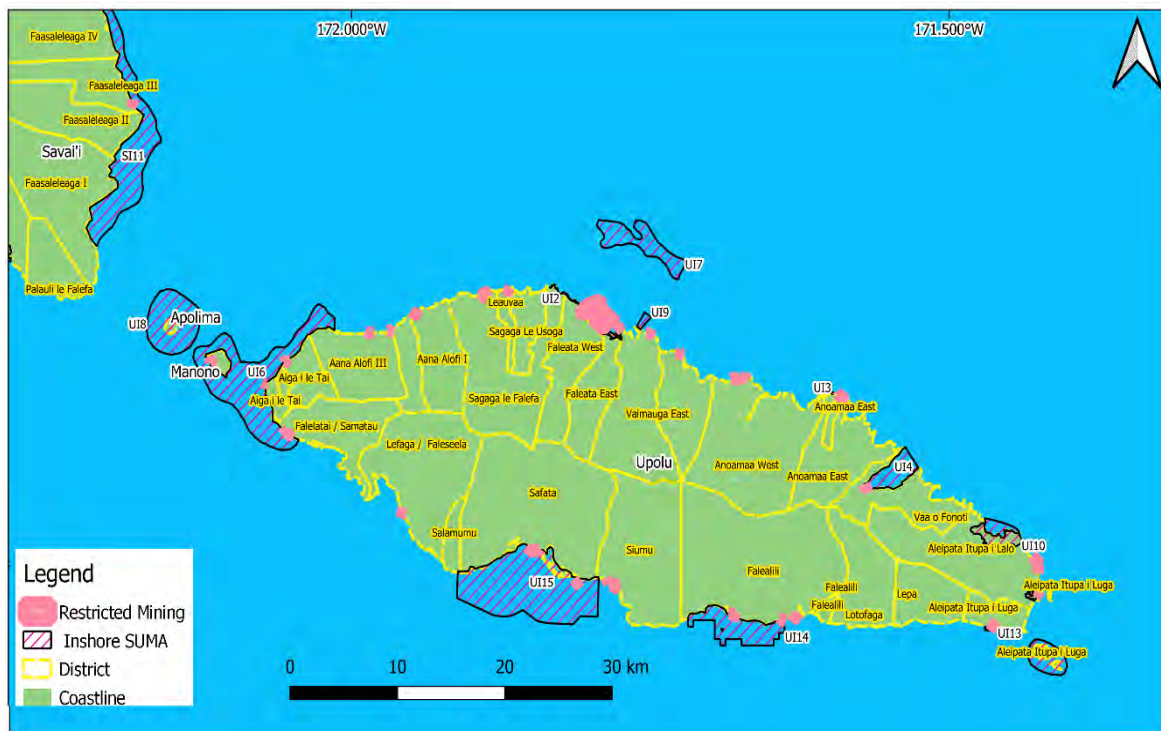 172.000°W
171.500°W
Faasaleleaga IV
Faasaleleaga III
Faasaleleaga II
Savai'i
SI11
Faasaleleaga I
Palauli le Falefa
UI7
UI8
Apolima
Leauvaa
UI2
UI9
Sagaga Le Usoga
Faleata West
Manono
UI6
Aiga i le Tai
Aana Alofi III
Aana Alofi I
Aiga i le Tai
Sagaga le Falefa
Faleata East
Vaimauga East
UI3
Anoamaa East
Falelatai / Samatau
Lefaga / Faleseela
Upolu
Anoamaa West
Anoamaa East
UI4
Safata
Salamumu
Siumu
Vaa o Fonoti
Aleipata Itupa i Lalo
UI10
UI15
Falealili
Falealili
Lepa
Aleipata Itupa i Luga
Falealili
Lotofaga
Aleipata Itupa i Luga
UI14
UI13
Aleipata Itupa i Luga
Legend
Restricted Mining
Inshore SUMA
District
Coastline
0 10 20 30 km